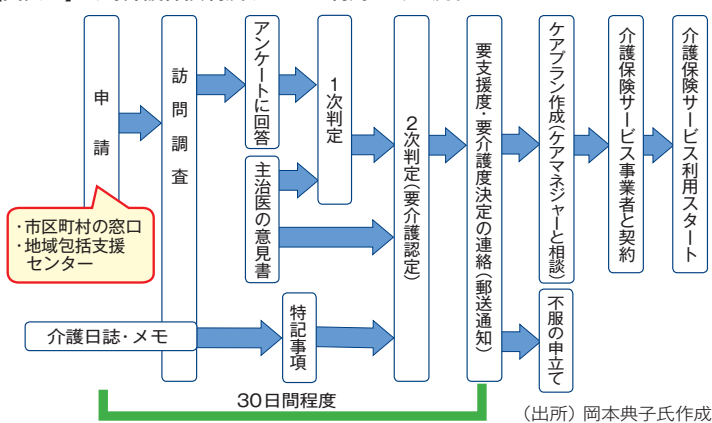 申請
・市区町村の窓口
・地域包括支援
センター
訪問調査
介護日誌・メモ
アンケートに回答
主治医の意見書
特記事項
1次判定
2次判定(要介護認定)
要支援度・要介護度決定の連絡(郵送通知)
ケアプラン作成(ケアマネジャーと相談)
不服の申立て
介護保険サービス事業者と契約
介護保険サービス利用スタート
30日間程度
(出所)岡本典子氏作成